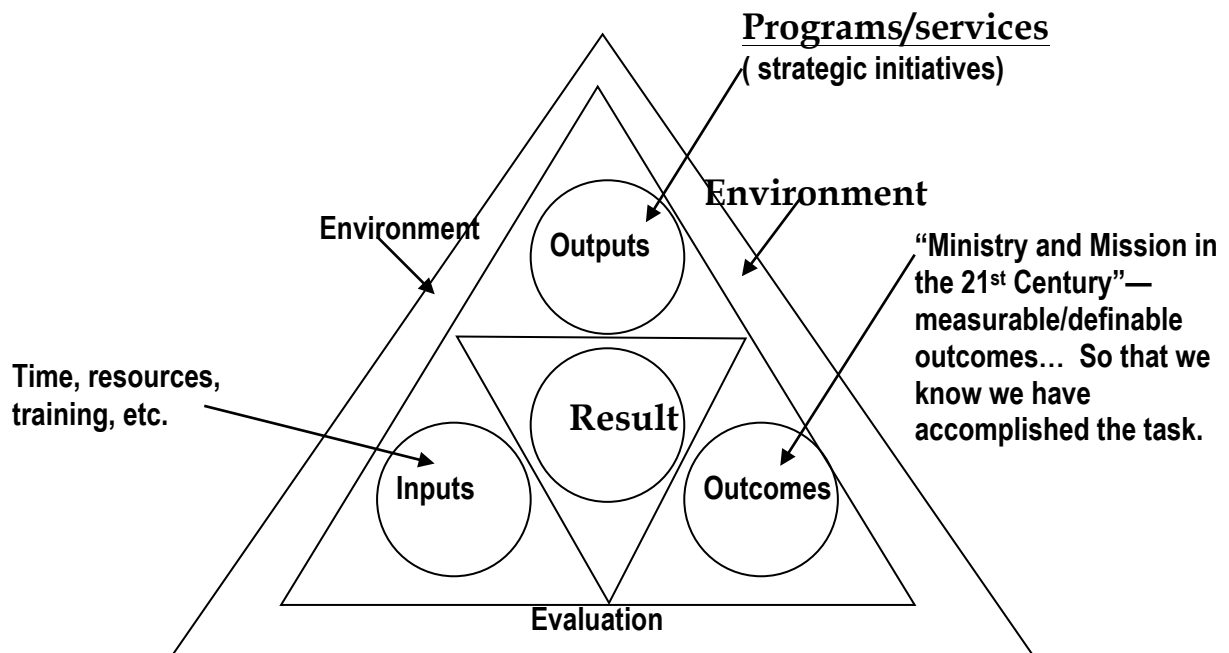 Programs/services
( strategic initiatives)
Environment
Environment
Outputs
“Ministry and Mission in
the 21st Century”—
measurable/definable
outcomes… So that we
know we have
accomplished the task.
Time, resources,
training, etc.
Result
Inputs
Outcomes
Evaluation